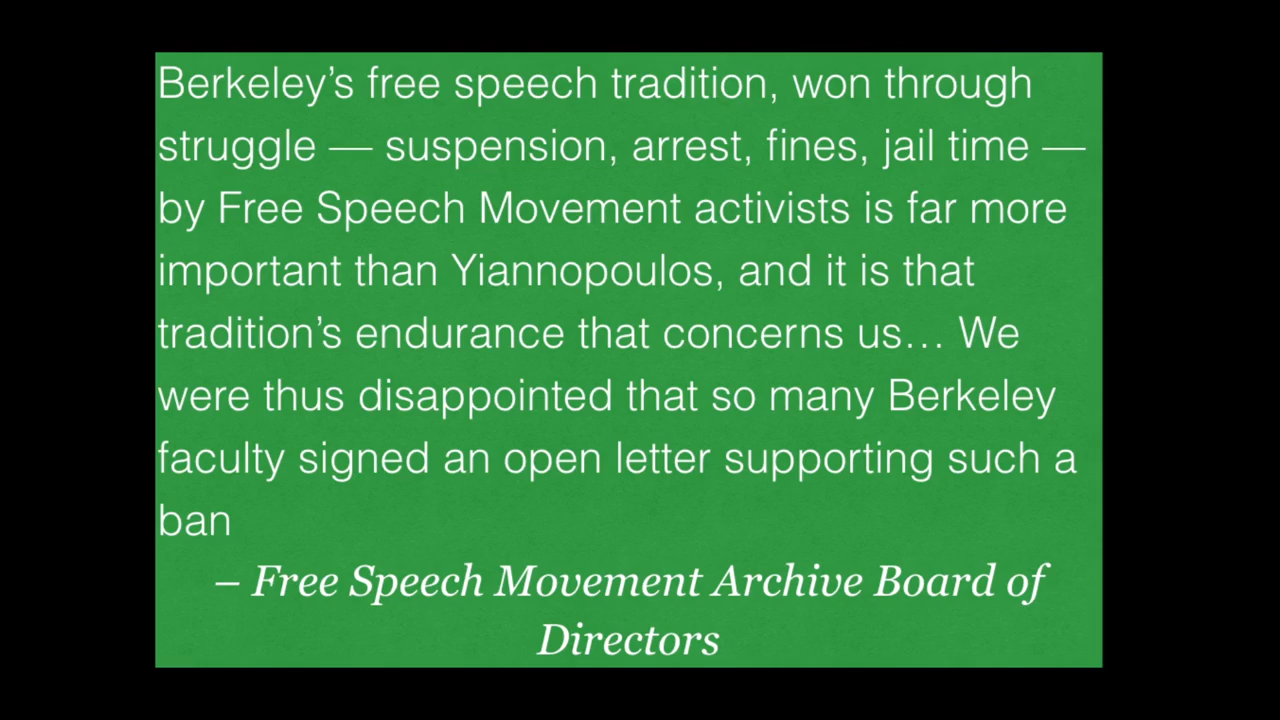 Berkeley’s free speech tradition, won through
struggle — suspension, arrest, fines, jail time —
by Free Speech Movement activists is far more
important than Yiannopoulos, and it is that
tradition’s endurance that concerns us… We
were thus disappointed that so many Berkeley
faculty signed an open letter supporting such a
ban
– Free Speech Movement Archive Board of
Directors